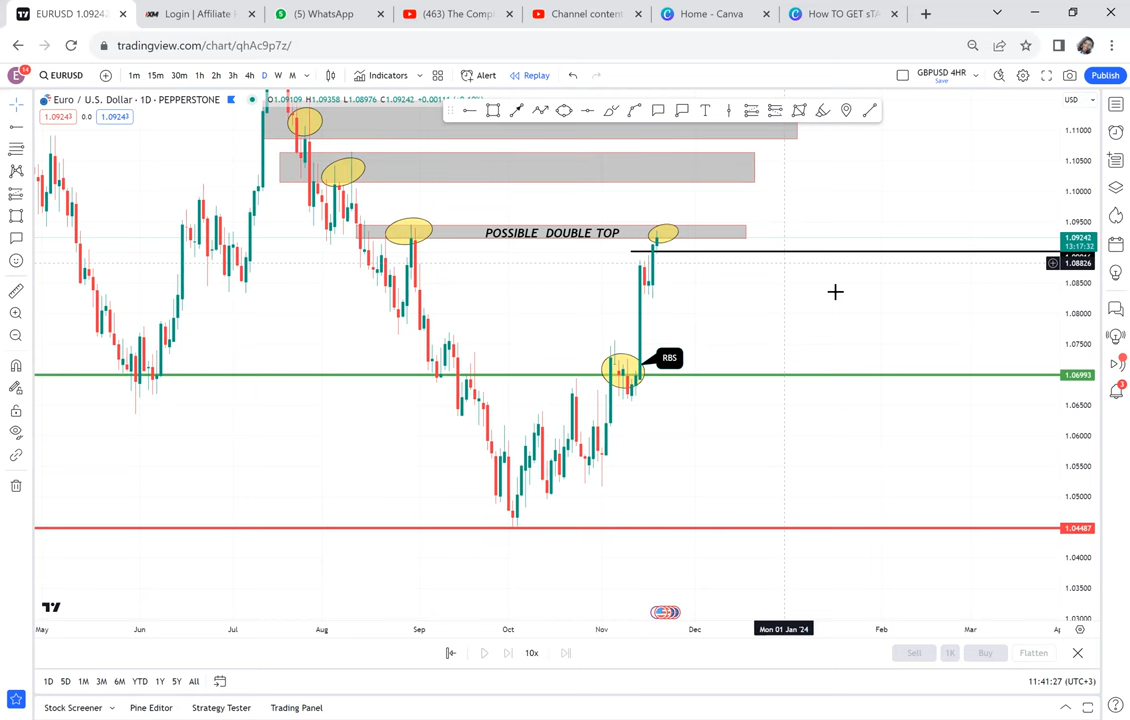 EURUSD 1.09242
Login | Affiliate
(5) WhatsApp
(463) The Comp
Channel content
Home - Canva
How TO GET sTA
tradingview.com/chart/qhAc9p7z/
E 14 EURUSD 1m 15m 30m 1h 2h 3h 4h D W M Indicators Alert Replay GBPUSD 4HR Save Publish
Euro / U.S. Dollar · 1D · PEPPERSTONE O1.09109 H1.09358 L1.08976 C1.09242
1.09243 0.0 1.09243
USD
1.11000
1.10500
1.10000
1.09500
POSSIBLE DOUBLE TOP
1.09242
13:17:32
1.08826
1.08500
1.08000
1.07500
RBS
1.06993
1.06500
1.06000
1.05500
1.05000
1.04487
1.04000
1.03500
1.03000
May Jun Jul Aug Sep Oct Nov Dec Mon 01 Jan '24 Feb Mar
10x Sell 1K Buy Flatten
1D 5D 1M 3M 6M YTD 1Y 5Y All 11:41:27 (UTC+3)
Stock Screener Pine Editor Strategy Tester Trading Panel